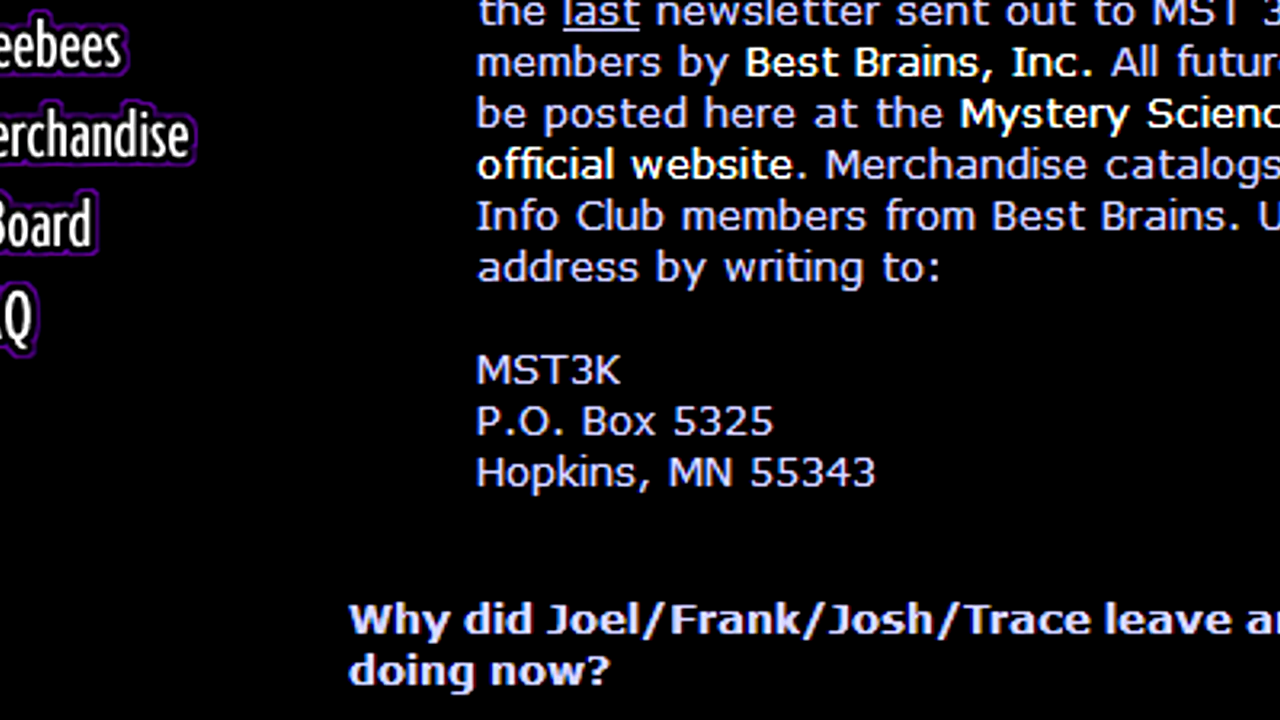 eebees
erchandise
Board
Q
the last newsletter sent out to MST 3
members by Best Brains, Inc. All futur
be posted here at the Mystery Scienc
official website. Merchandise catalogs
Info Club members from Best Brains. U
address by writing to:
MST3K
P.O. Box 5325
Hopkins, MN 55343
Why did Joel/Frank/Josh/Trace leave a
doing now?